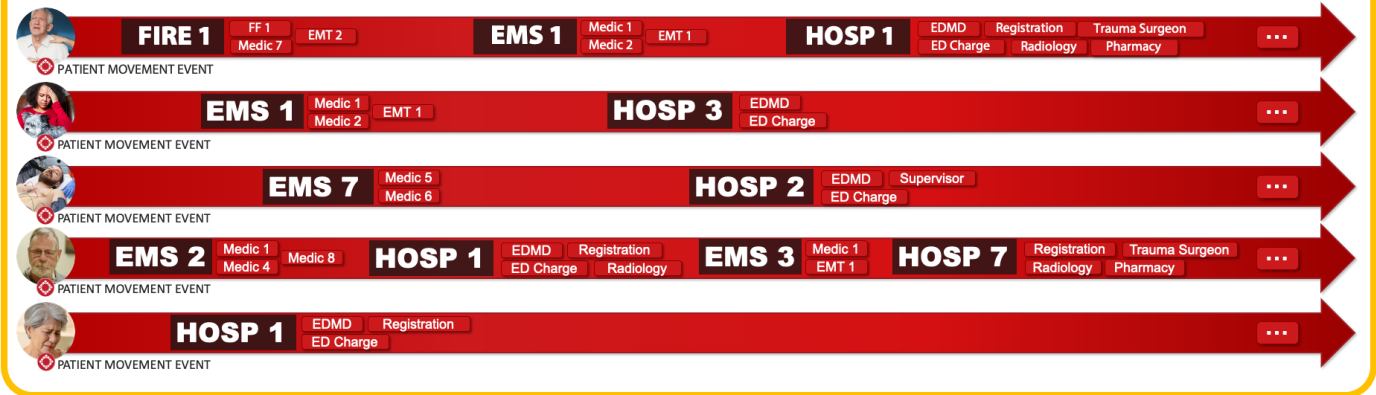 FIRE 1 FF 1 Medic 7 EMT 2 EMS 1 Medic 1 Medic 2 EMT 1 HOSP 1 EDMD Registration Trauma Surgeon ED Charge Radiology Pharmacy ...
PATIENT MOVEMENT EVENT
EMS 1 Medic 1 Medic 2 EMT 1 HOSP 3 EDMD ED Charge ...
PATIENT MOVEMENT EVENT
EMS 7 Medic 5 Medic 6 HOSP 2 EDMD Supervisor ED Charge ...
PATIENT MOVEMENT EVENT
EMS 2 Medic 1 Medic 4 Medic 8 HOSP 1 EDMD Registration ED Charge Radiology EMS 3 Medic 1 EMT 1 HOSP 7 Registration Trauma Surgeon Radiology Pharmacy ...
PATIENT MOVEMENT EVENT
HOSP 1 EDMD Registration ED Charge ...
PATIENT MOVEMENT EVENT